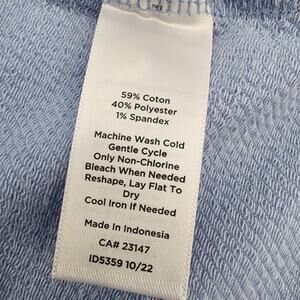 59% Coton
40% Polyester
1% Spandex
Machine Wash Cold
Gentle Cycle
Only Non-Chlorine
Bleach When Needed
Reshape, Lay Flat To
Dry
Cool Iron If Needed
Made in Indonesia
CA# 23147
ID5359 10/22